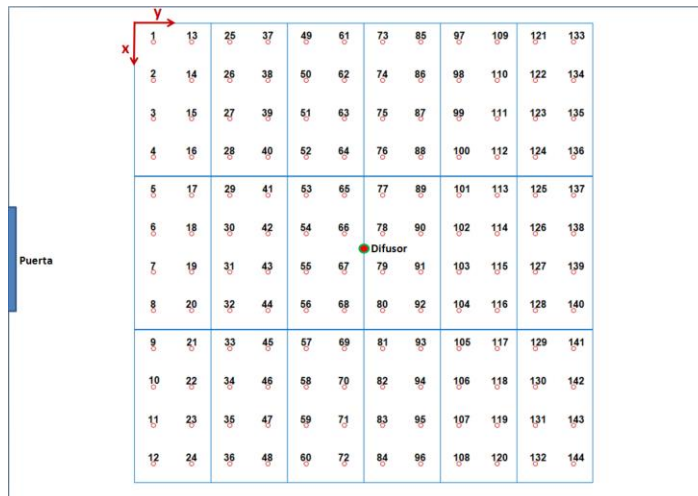 y
x
1 13 25 37 49 61 73 85 97 109 121 133
2 14 26 38 50 62 74 86 98 110 122 134
3 15 27 39 51 63 75 87 99 111 123 135
4 16 28 40 52 64 76 88 100 112 124 136
5 17 29 41 53 65 77 89 101 113 125 137
6 18 30 42 54 66 78 90 102 114 126 138
Difusor
Puerta
7 19 31 43 55 67 79 91 103 115 127 139
8 20 32 44 56 68 80 92 104 116 128 140
9 21 33 45 57 69 81 93 105 117 129 141
10 22 34 46 58 70 82 94 106 118 130 142
11 23 35 47 59 71 83 95 107 119 131 143
12 24 36 48 60 72 84 96 108 120 132 144